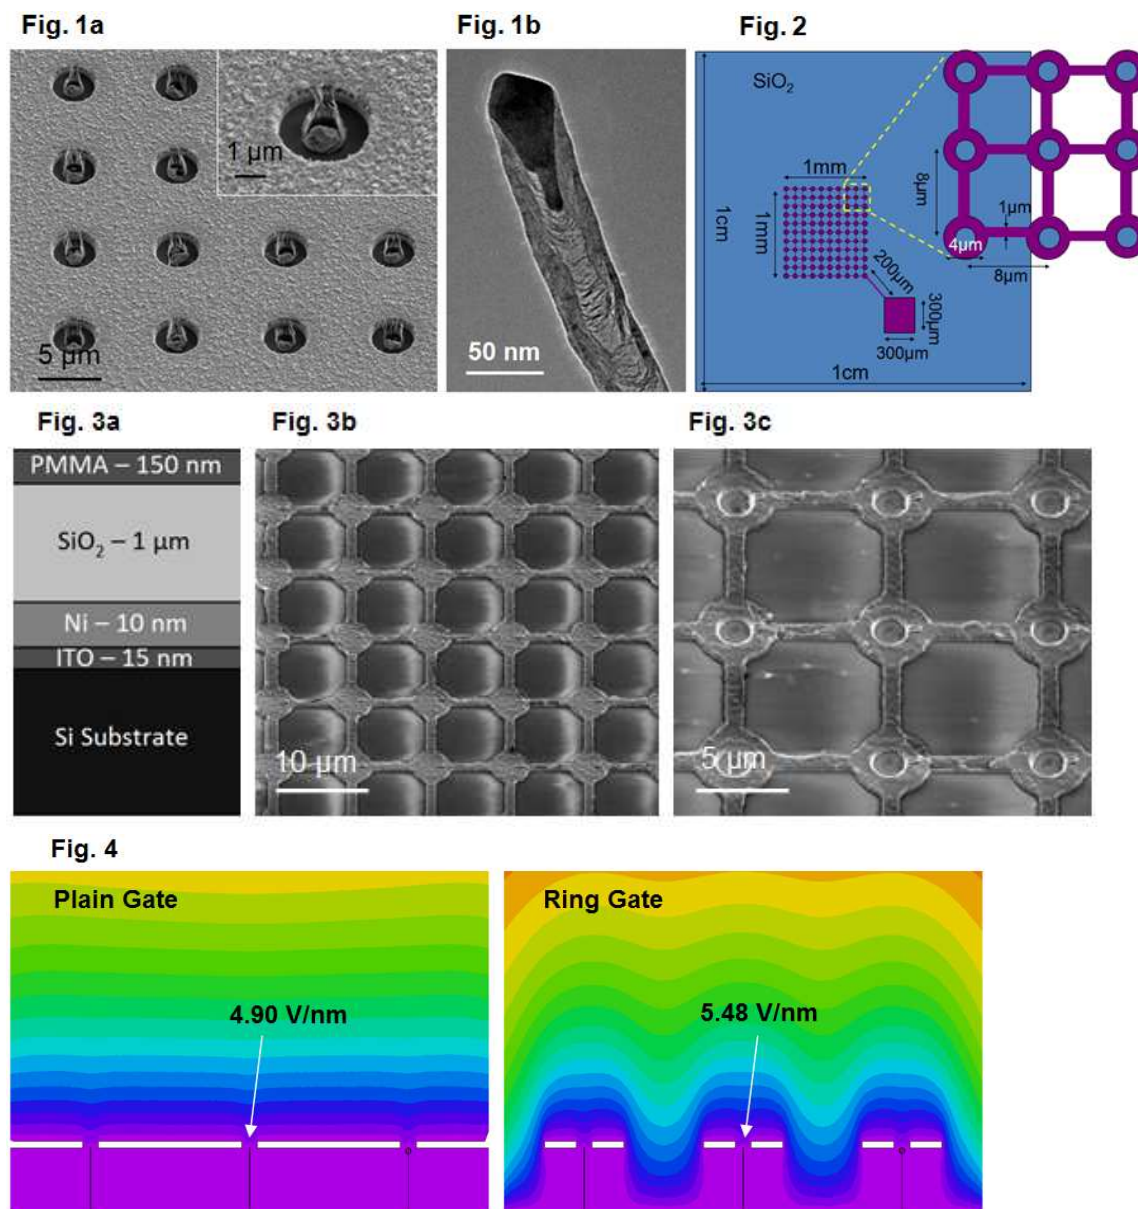 Fig. 1a
Fig. 1b
Fig. 2
1 µm
5 µm
50 nm
SiO₂
1mm
1mm
1cm
1cm
200µm
300µm
300µm
8µm
1µm
4µm
8µm
Fig. 3a
Fig. 3b
Fig. 3c
PMMA – 150 nm
SiO₂ – 1 µm
Ni – 10 nm
ITO – 15 nm
Si Substrate
10 µm
5 µm
Fig. 4
Plain Gate
4.90 V/nm
Ring Gate
5.48 V/nm